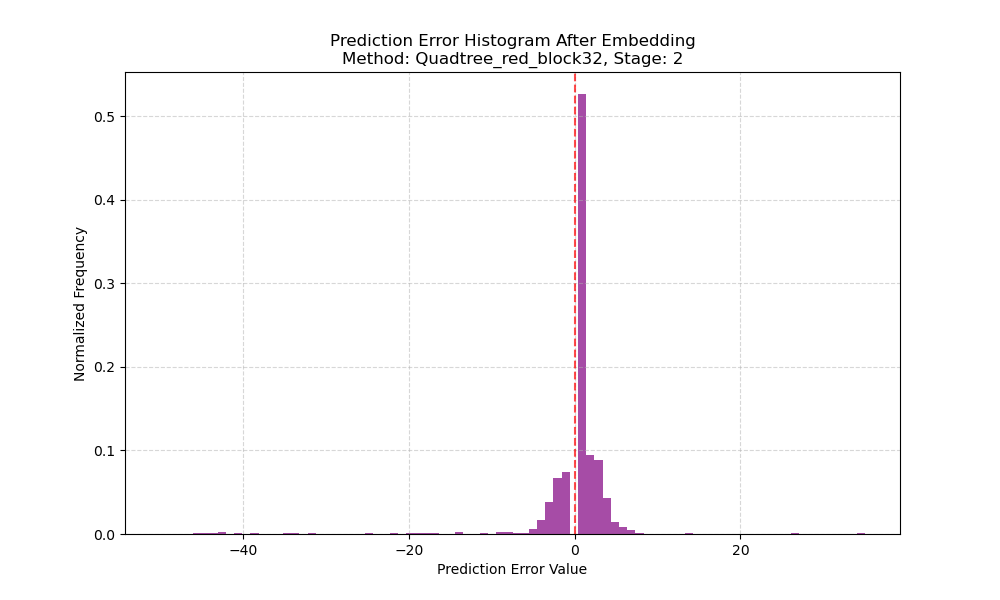 Prediction Error Histogram After Embedding
Method: Quadtree_red_block32, Stage: 2
Normalized Frequency
0.5
0.4
0.3
0.2
0.1
0.0
−40
−20
0
20
Prediction Error Value